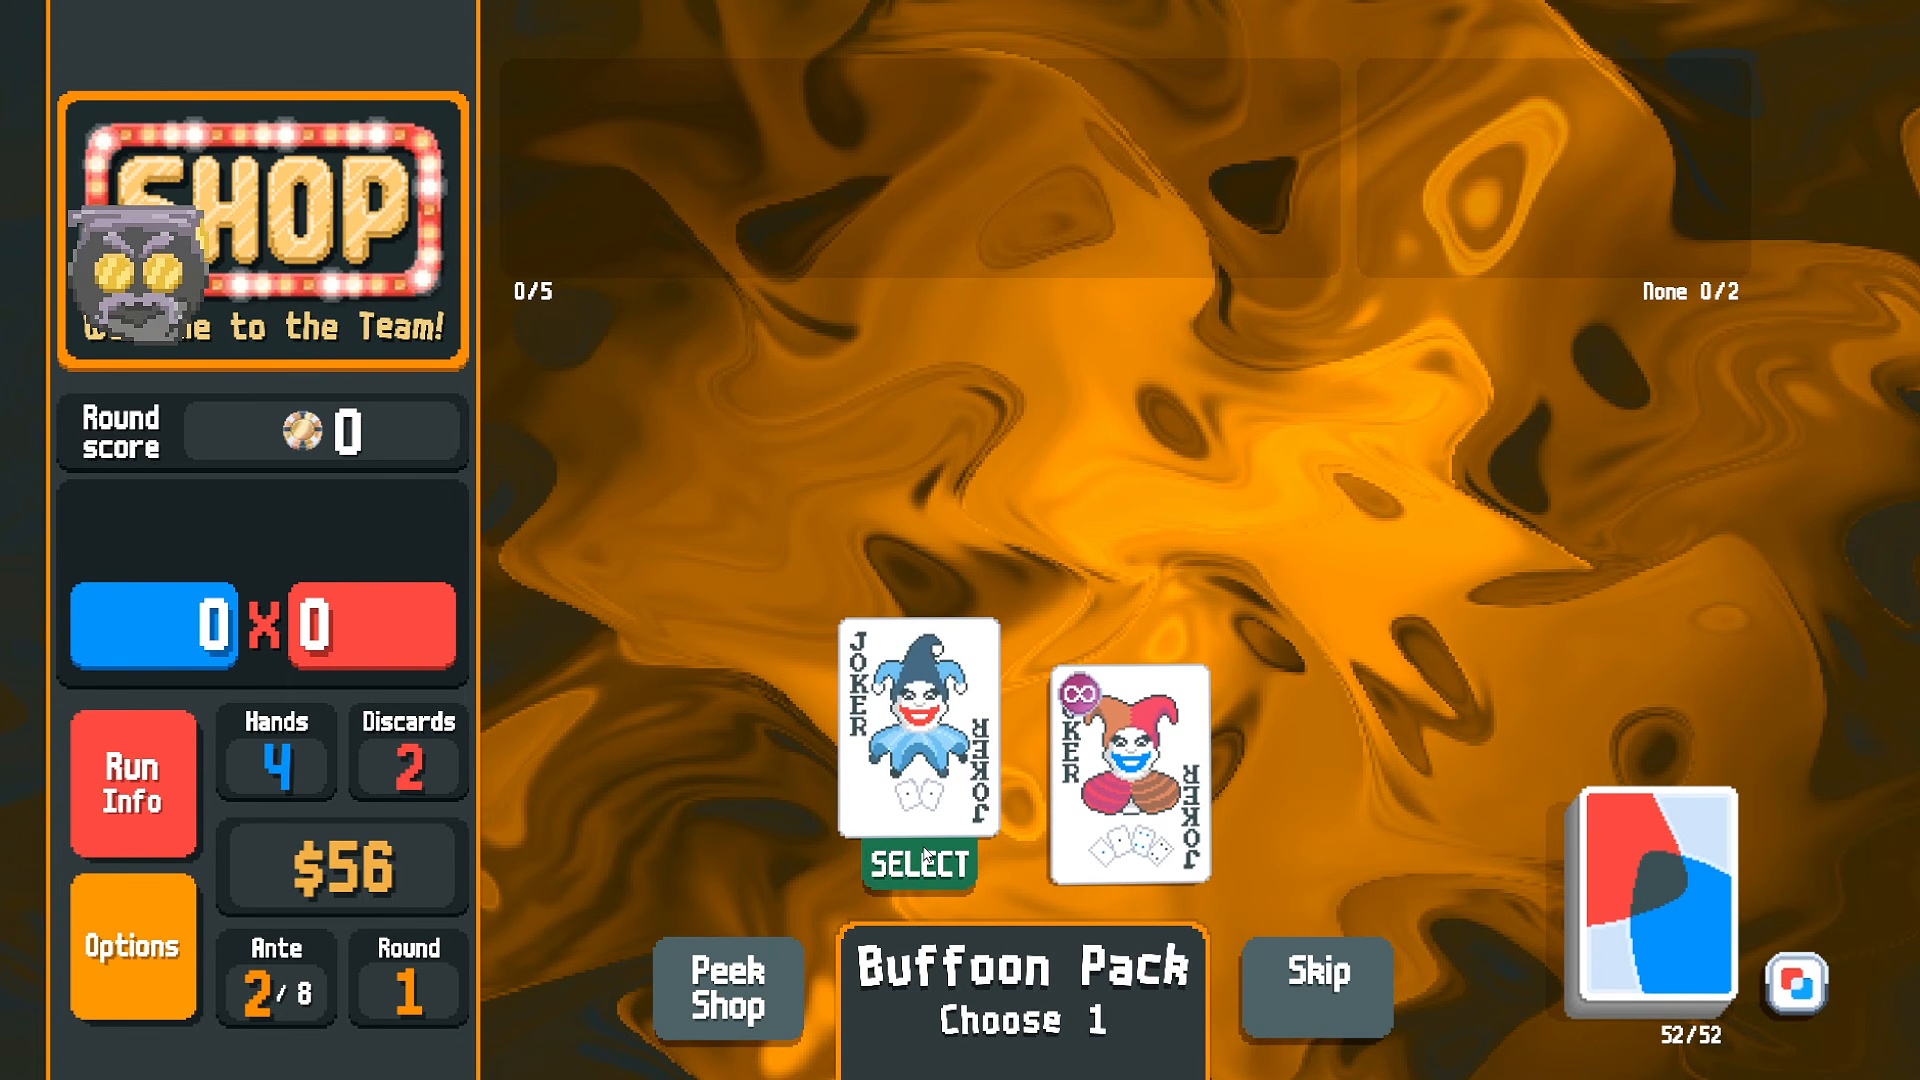 SHOP
to the Team!
0/5
None 0/2
Round
score
0
0 X 0
JOKER
JOKER
JOKER
SELECT
Run
Info
Hands
4
Discards
2
$56
Options
Ante
2 / 8
Round
1
Peek
Shop
Buffoon Pack
Choose 1
Skip
52/52